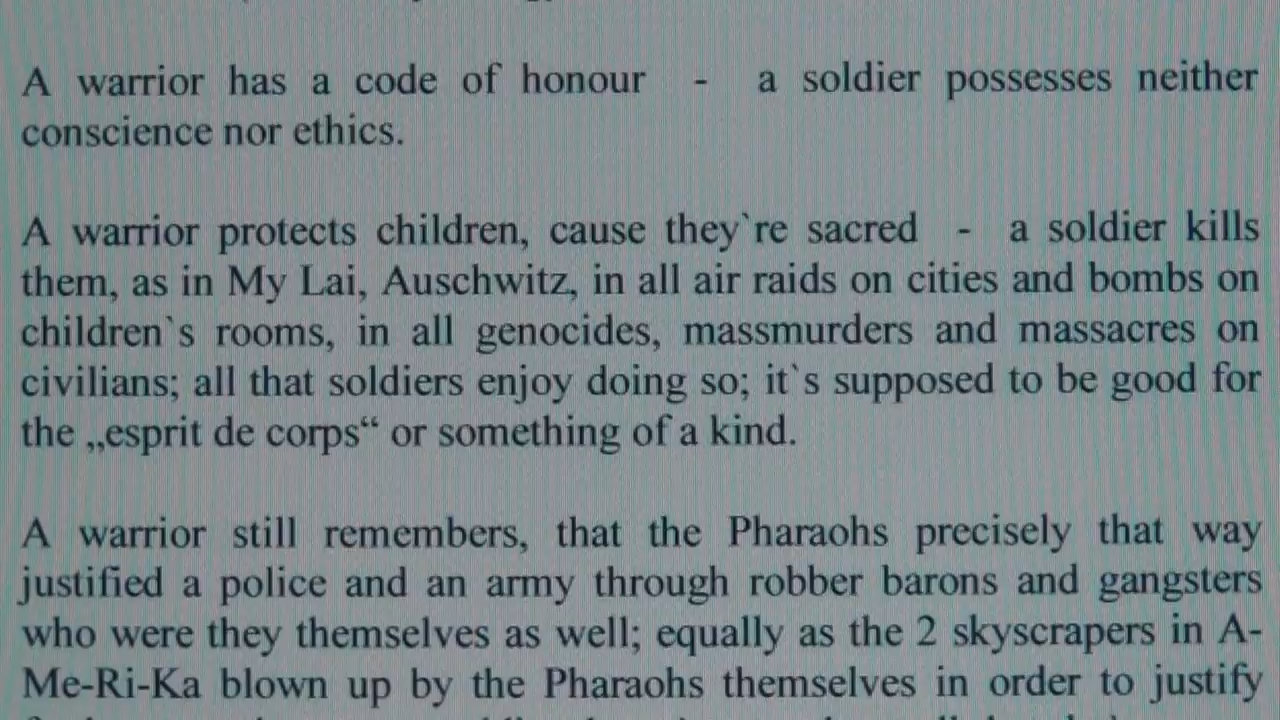 A warrior has a code of honour - a soldier possesses neither
conscience nor ethics.
A warrior protects children, cause they`re sacred - a soldier kills
them, as in My Lai, Auschwitz, in all air raids on cities and bombs on
children`s rooms, in all genocides, massmurders and massacres on
civilians; all that soldiers enjoy doing so; it`s supposed to be good for
the „esprit de corps“ or something of a kind.
A warrior still remembers, that the Pharaohs precisely that way
justified a police and an army through robber barons and gangsters
who were they themselves as well; equally as the 2 skyscrapers in A-
Me-Ri-Ka blown up by the Pharaohs themselves in order to justify